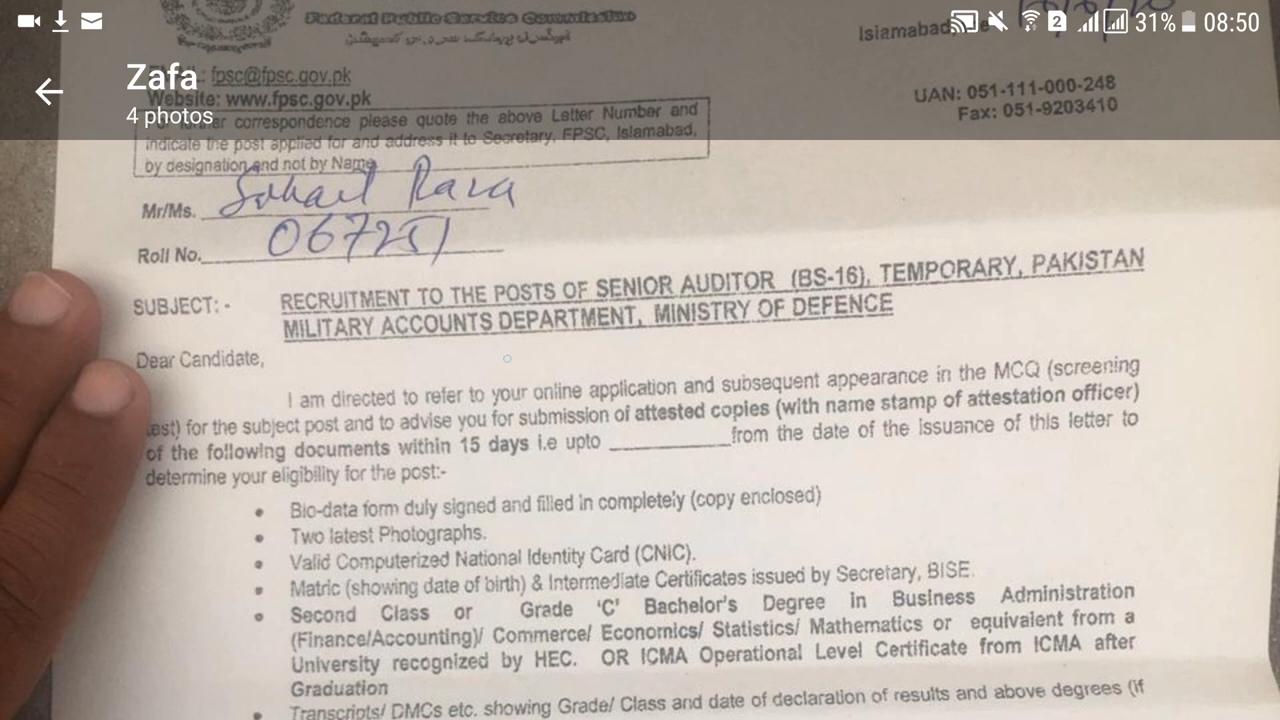 31% 08:50
Zafa
4 photos
Federal Public Service Commission
Islamabad,
fpsc@fpsc.gov.pk
Website: www.fpsc.gov.pk
UAN: 051-111-000-248
Fax: 051-9203410
further correspondence please quote the above Letter Number and
indicate the post applied for and address it to Secretary, FPSC, Islamabad,
by designation and not by Name
Mr/Ms. Sohail Raza
Roll No. 067251
SUBJECT: - RECRUITMENT TO THE POSTS OF SENIOR AUDITOR (BS-16), TEMPORARY, PAKISTAN
MILITARY ACCOUNTS DEPARTMENT, MINISTRY OF DEFENCE
Dear Candidate,
I am directed to refer to your online application and subsequent appearance in the MCQ (screening
test) for the subject post and to advise you for submission of attested copies (with name stamp of attestation officer)
of the following documents within 15 days i.e upto __________from the date of the issuance of this letter to
determine your eligibility for the post:-
• Bio-data form duly signed and filled in completely (copy enclosed)
• Two latest Photographs.
• Valid Computerized National Identity Card (CNIC).
• Matric (showing date of birth) & Intermediate Certificates issued by Secretary, BISE.
• Second Class or Grade 'C' Bachelor's Degree in Business Administration
(Finance/Accounting)/ Commerce/ Economics/ Statistics/ Mathematics or equivalent from a
University recognized by HEC. OR ICMA Operational Level Certificate from ICMA after
Graduation
• Transcripts/ DMCs etc. showing Grade/ Class and date of declaration of results and above degrees (if